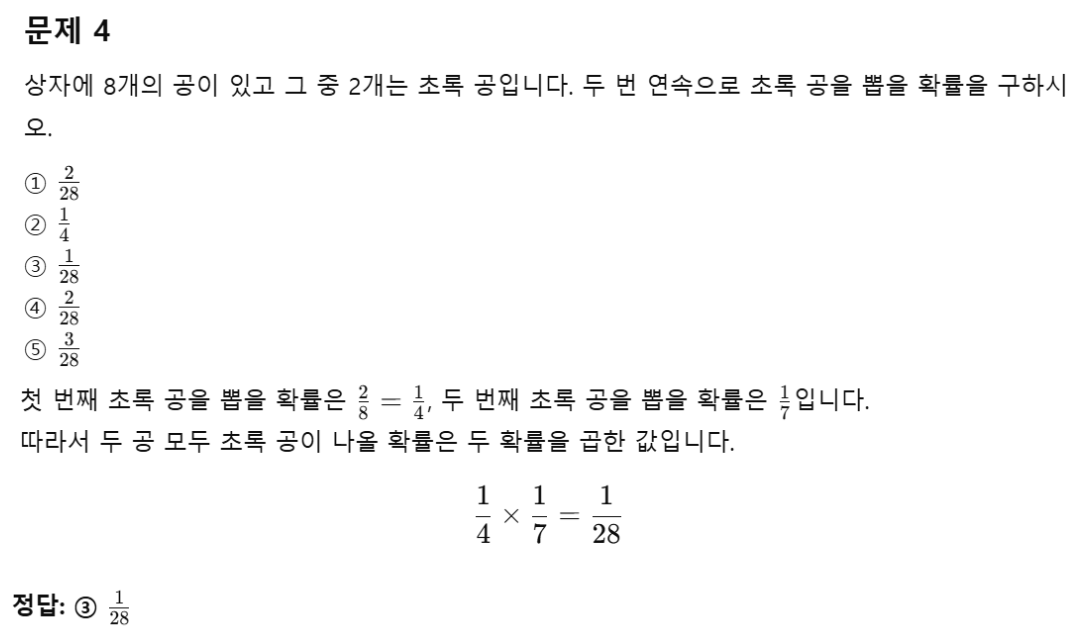 문제 4
상자에 8개의 공이 있고 그 중 2개는 초록 공입니다. 두 번 연속으로 초록 공을 뽑을 확률을 구하시
오.
① 2/28
② 1/4
③ 1/28
④ 2/28
⑤ 3/28
첫 번째 초록 공을 뽑을 확률은 2/8 = 1/4, 두 번째 초록 공을 뽑을 확률은 1/7입니다.
따라서 두 공 모두 초록 공이 나올 확률은 두 확률을 곱한 값입니다.
1/4 × 1/7 = 1/28
정답: ③ 1/28